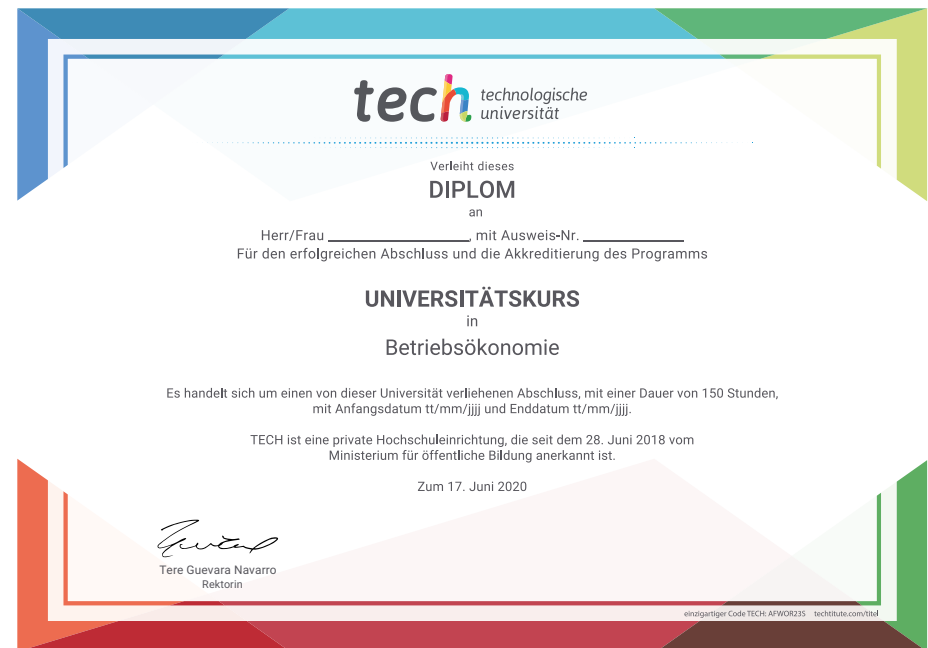 tech technologische
universität
Verleiht dieses
DIPLOM
an
Herr/Frau ____________________, mit Ausweis-Nr. ______________
Für den erfolgreichen Abschluss und die Akkreditierung des Programms
UNIVERSITÄTSKURS
in
Betriebsökonomie
Es handelt sich um einen von dieser Universität verliehenen Abschluss, mit einer Dauer von 150 Stunden,
mit Anfangsdatum tt/mm/jjjj und Enddatum tt/mm/jjjj.
TECH ist eine private Hochschuleinrichtung, die seit dem 28. Juni 2018 vom
Ministerium für öffentliche Bildung anerkannt ist.
Zum 17. Juni 2020
Tere Guevara Navarro
Rektorin
einzigartiger Code TECH: AFWOR23S techtitute.com/titel